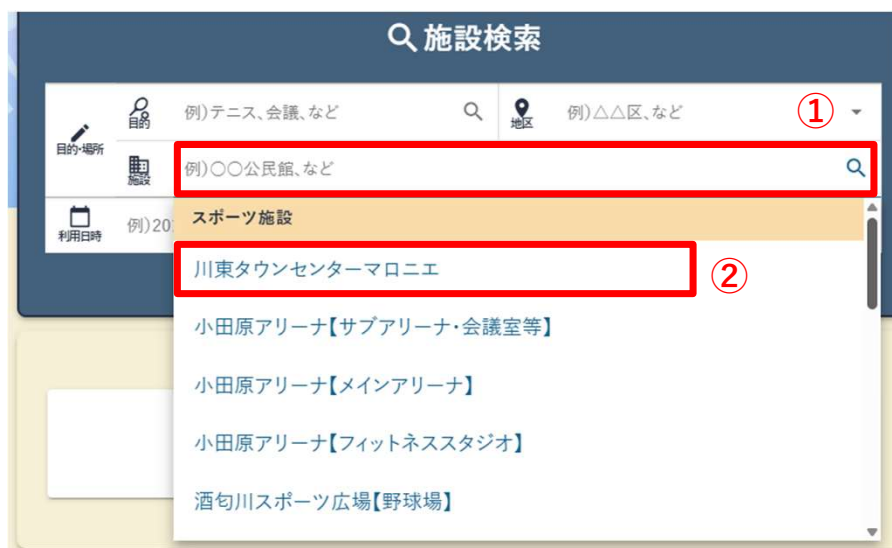 施設検索
目的 例)テニス、会議、など 地区 例)△△区、など ①
目的・場所
施設 例)〇〇公民館、など
利用日時 例)20
スポーツ施設
川東タウンセンターマロニエ ②
小田原アリーナ【サブアリーナ・会議室等】
小田原アリーナ【メインアリーナ】
小田原アリーナ【フィットネススタジオ】
酒匂川スポーツ広場【野球場】